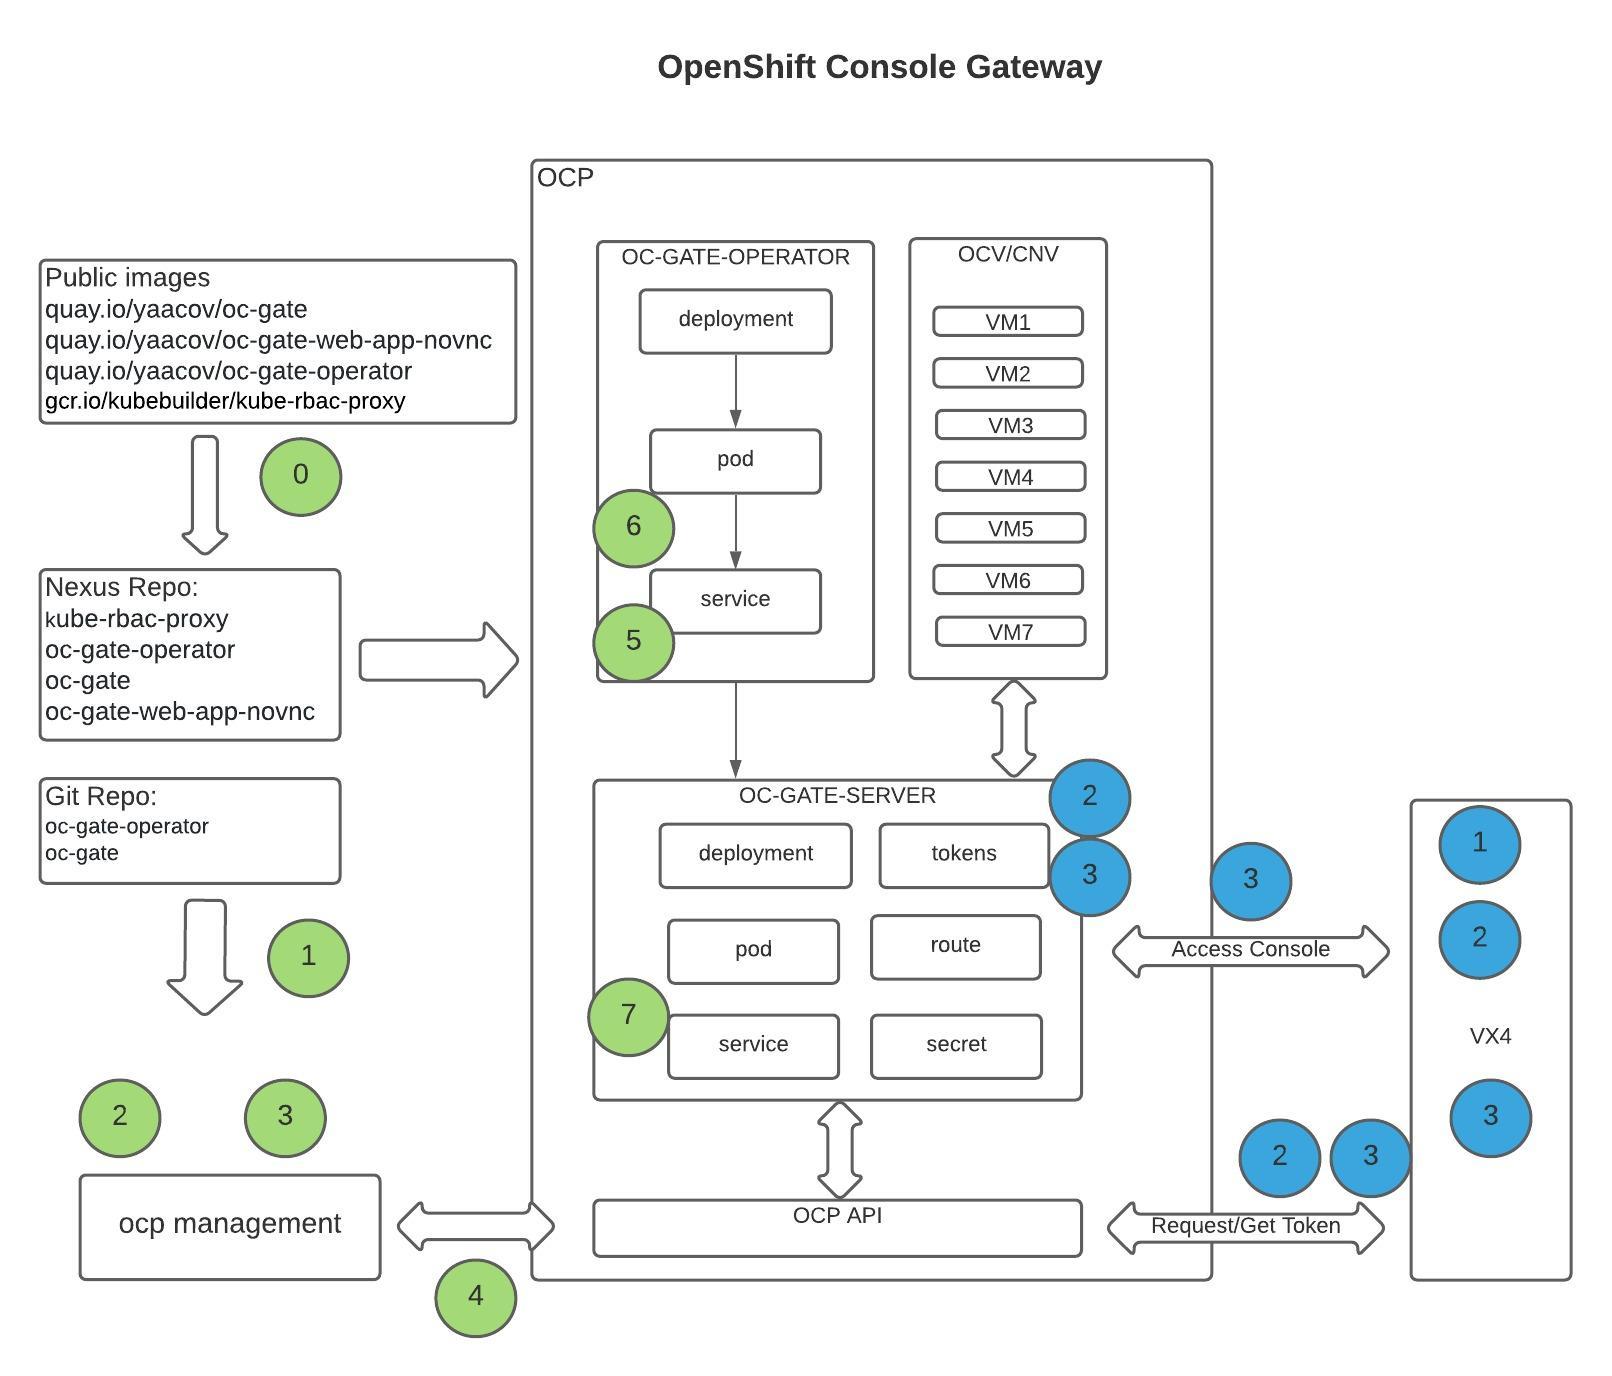 OpenShift Console Gateway
OCP
Public images
quay.io/yaacov/oc-gate
quay.io/yaacov/oc-gate-web-app-novnc
quay.io/yaacov/oc-gate-operator
gcr.io/kubebuilder/kube-rbac-proxy
0
Nexus Repo:
kube-rbac-proxy
oc-gate-operator
oc-gate
oc-gate-web-app-novnc
Git Repo:
oc-gate-operator
oc-gate
1
2
3
ocp management
4
OC-GATE-OPERATOR
deployment
pod
6
service
5
OCV/CNV
VM1
VM2
VM3
VM4
VM5
VM6
VM7
OC-GATE-SERVER
2
deployment
tokens
3
pod
route
7
service
secret
OCP API
3
Access Console
2
3
Request/Get Token
1
2
VX4
3